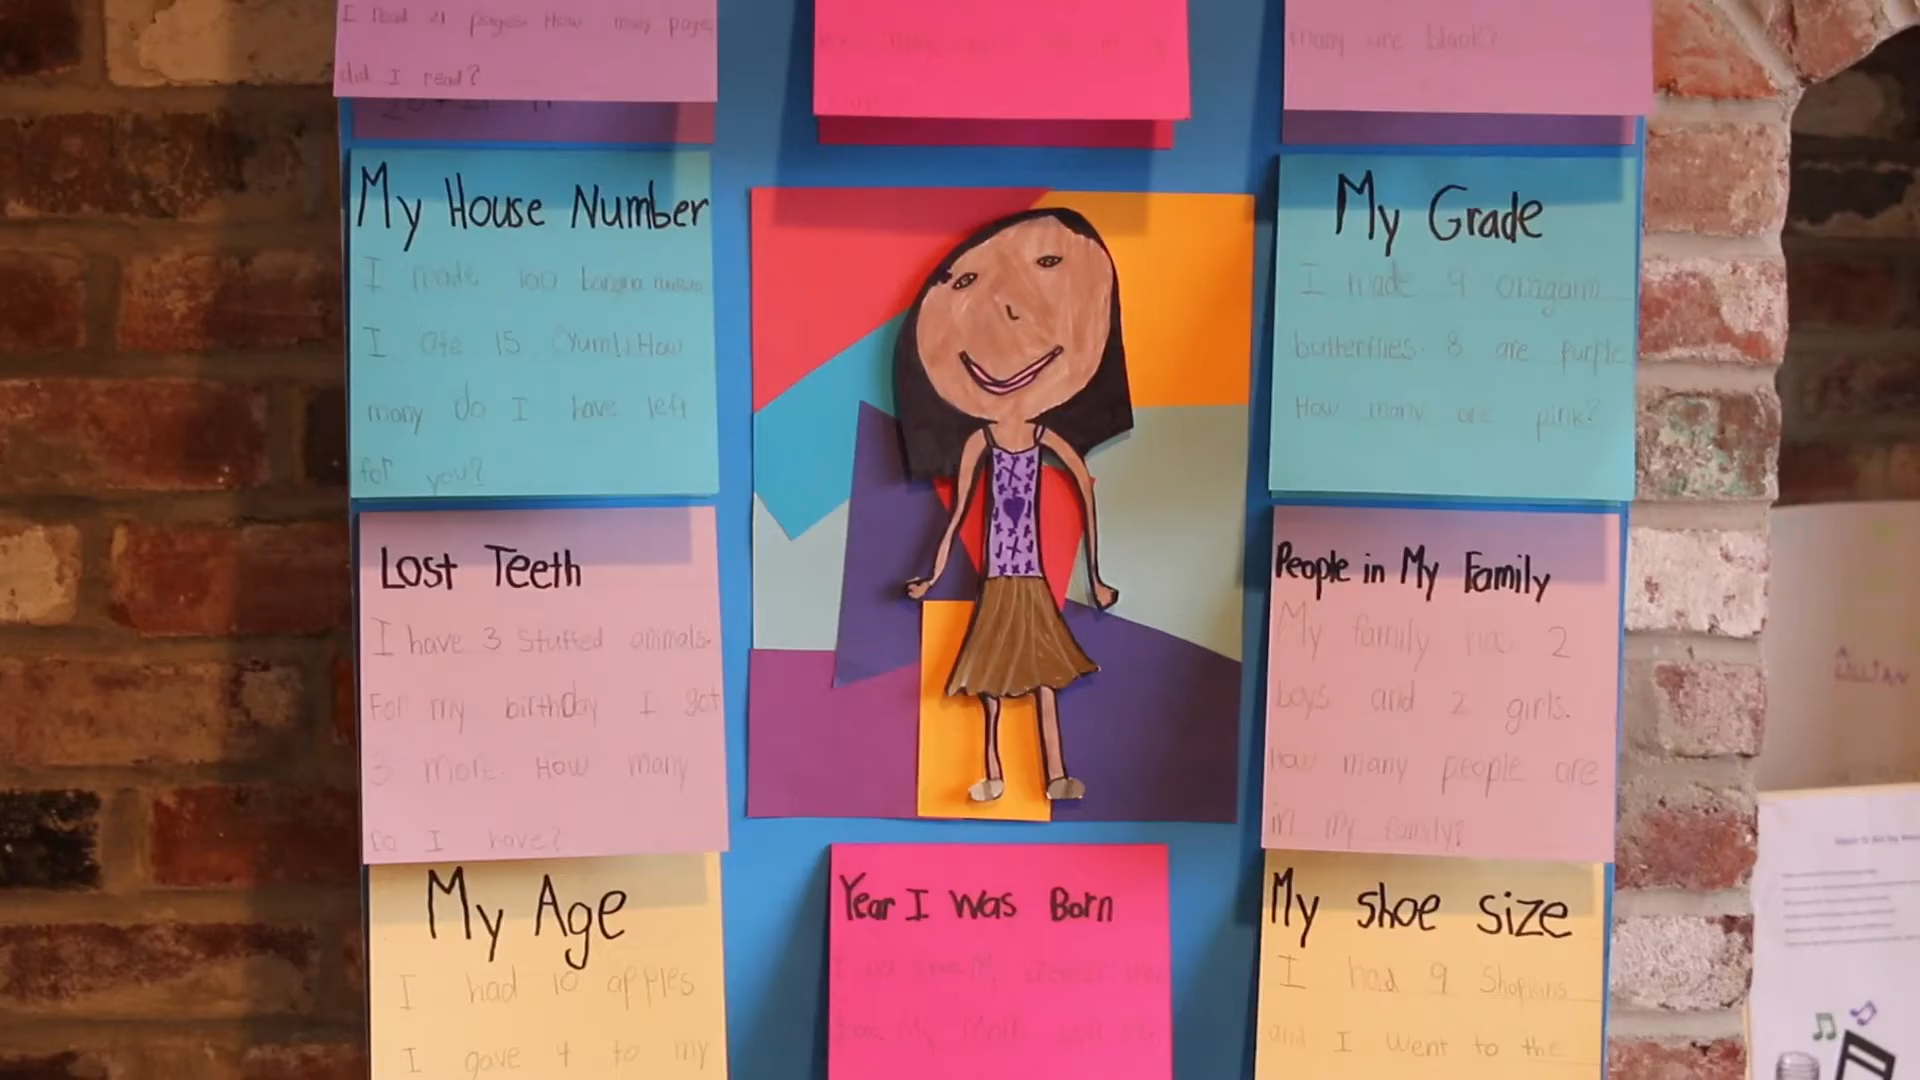 I read 21 pages. How many pages
did I read?
many are blank?
My House Number
I made 100 banana
I ate 15 (Yum!) How
many do I have left
for you?
My Grade
I made 9 oragami
butterflies. 8 are purple
How many are pink?
Lost Teeth
I have 3 stuffed animals.
For my birthday I got
3 more. How many
Do I have?
People in My Family
My family has 2
boys and 2 girls.
How many people are
in my family?
My Age
I had 10 apples
I gave 4 to my
Year I Was Born
My shoe size
I had 9 Shopkins
and I went to the